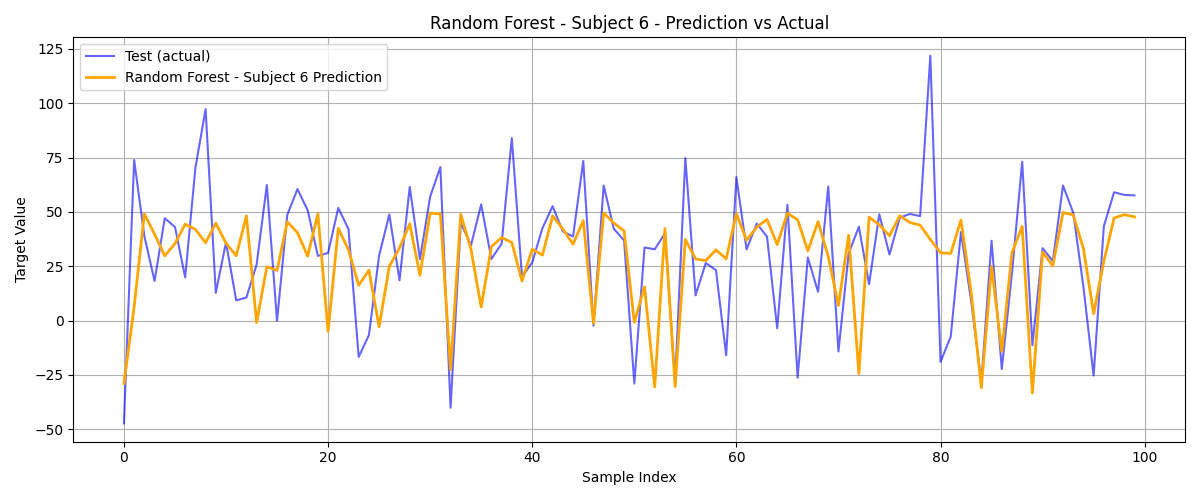 Random Forest - Subject 6 - Prediction vs Actual
Test (actual)
Random Forest - Subject 6 Prediction
Target Value
125
100
75
50
25
0
−25
−50
0 20 40 60 80 100
Sample Index